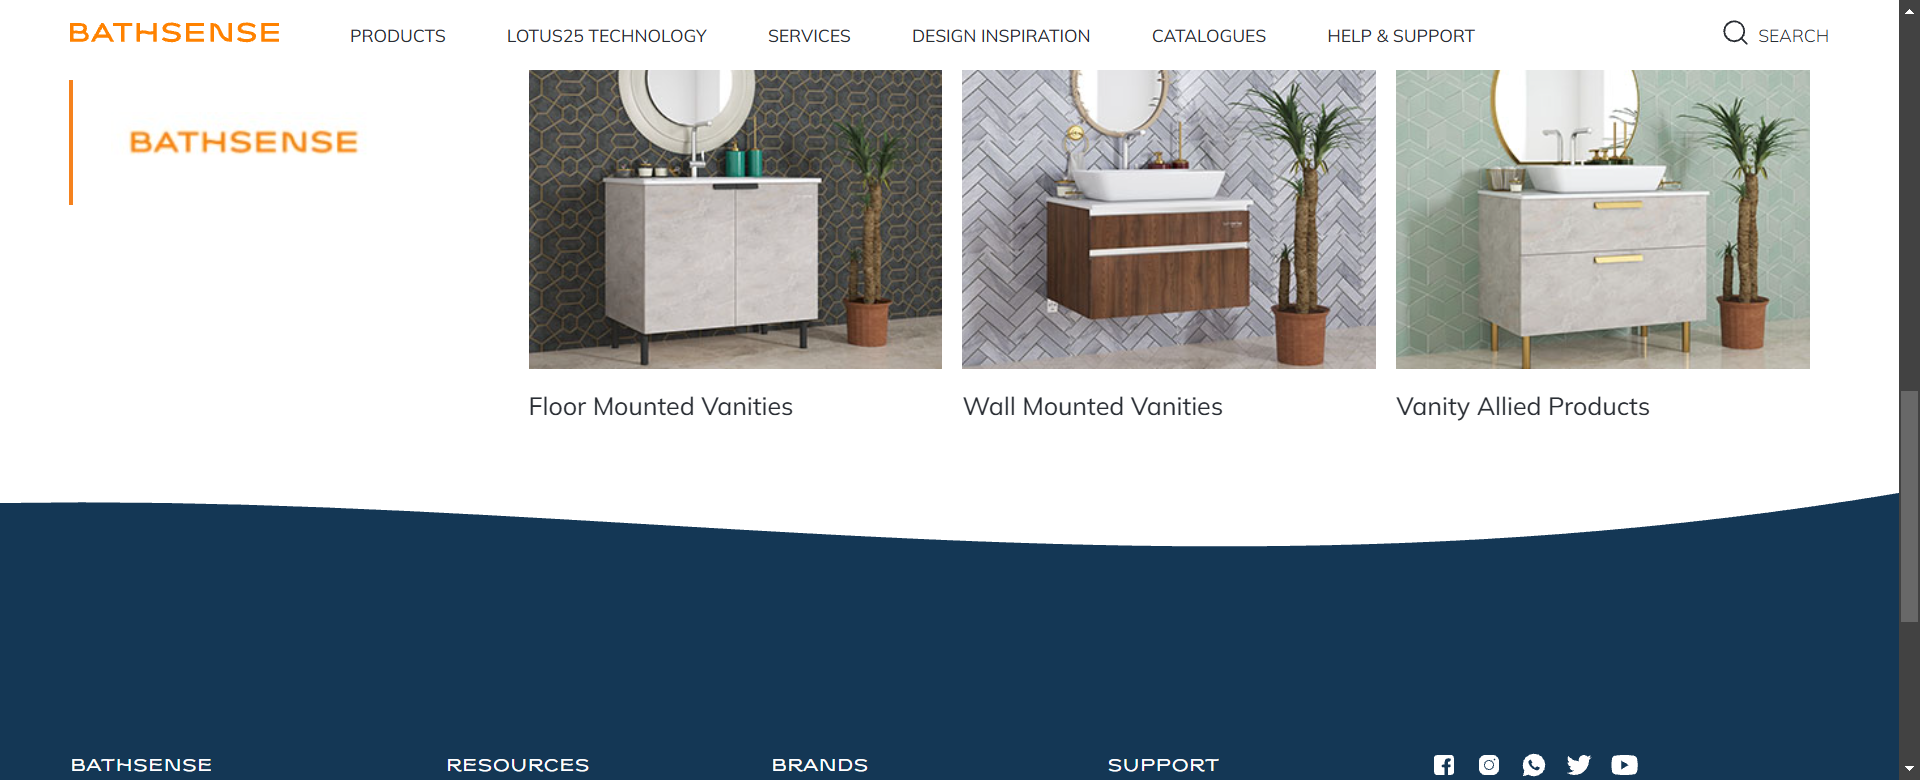 BATHSENSE PRODUCTS LOTUS25 TECHNOLOGY SERVICES DESIGN INSPIRATION CATALOGUES HELP & SUPPORT SEARCH
BATHSENSE
Floor Mounted Vanities Wall Mounted Vanities Vanity Allied Products
BATHSENSE RESOURCES BRANDS SUPPORT